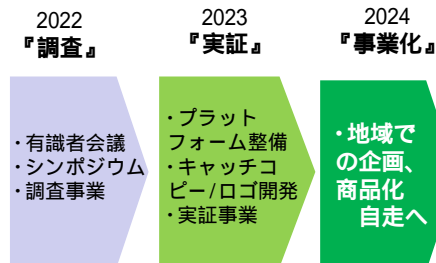 2022
『調査』
2023
『実証』
2024
『事業化』
・有識者会議
・シンポジウム
・調査事業
・プラット
フォーム整備
・キャッチコ
ピー/ロゴ開発
・実証事業
・地域で
の企画、
商品化
自走へ